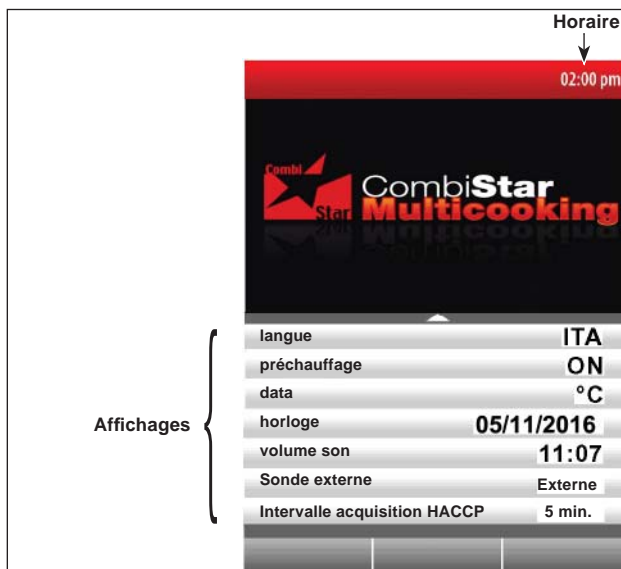 Horaire
02:00 pm
Combi
Star
CombiStar
Multicooking
langue ITA
préchauffage ON
data °C
horloge 05/11/2016
volume son 11:07
Sonde externe Externe
Intervalle acquisition HACCP 5 min.
Affichages